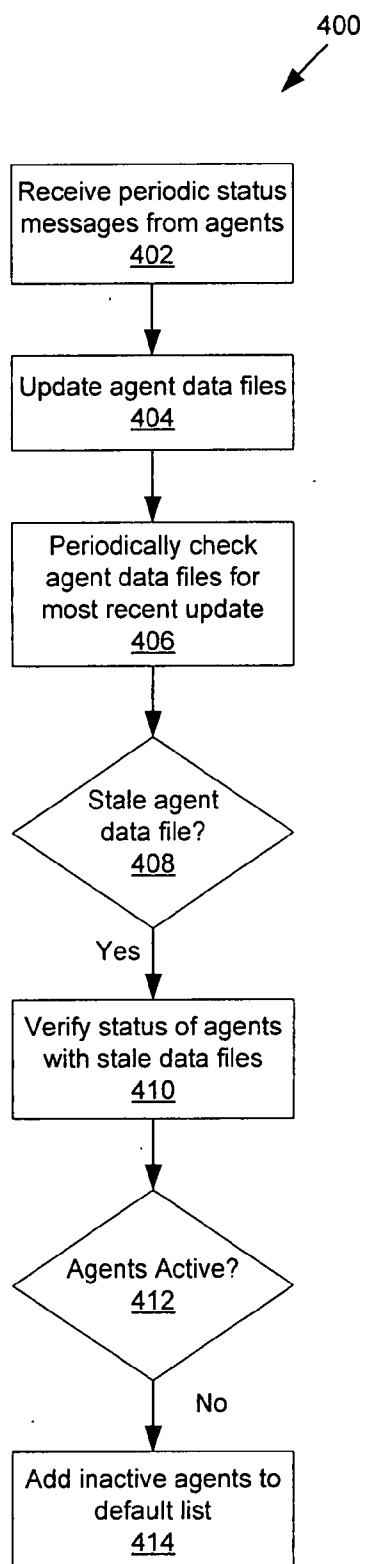 400
Receive periodic status
messages from agents
402
Update agent data files
404
Periodically check
agent data files for
most recent update
406
Stale agent
data file?
408
Yes
Verify status of agents
with stale data files
410
Agents Active?
412
No
Add inactive agents to
default list
414